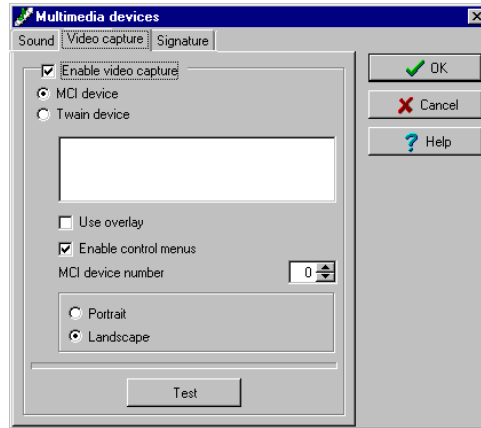 Multimedia devices
Sound Video capture Signature
Enable video capture
MCI device
Twain device
Use overlay
Enable control menus
MCI device number 0
Portrait
Landscape
Test
OK
Cancel
Help